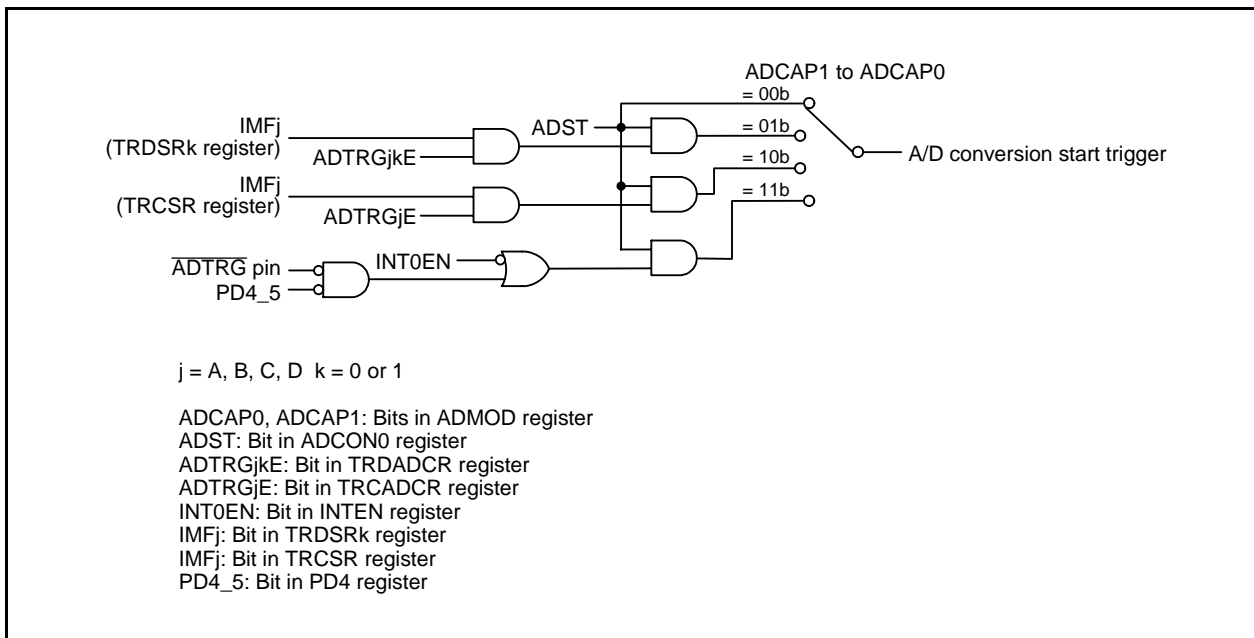 ADCAP1 to ADCAP0
= 00b
IMFj
(TRDSRk register)
ADTRGjkE
ADST
= 01b
A/D conversion start trigger
= 10b
IMFj
(TRCSR register)
ADTRGjE
= 11b
ADTRG pin
PD4_5
INT0EN
j = A, B, C, D k = 0 or 1
ADCAP0, ADCAP1: Bits in ADMOD register
ADST: Bit in ADCON0 register
ADTRGjkE: Bit in TRDADCR register
ADTRGjE: Bit in TRCADCR register
INT0EN: Bit in INTEN register
IMFj: Bit in TRDSRk register
IMFj: Bit in TRCSR register
PD4_5: Bit in PD4 register